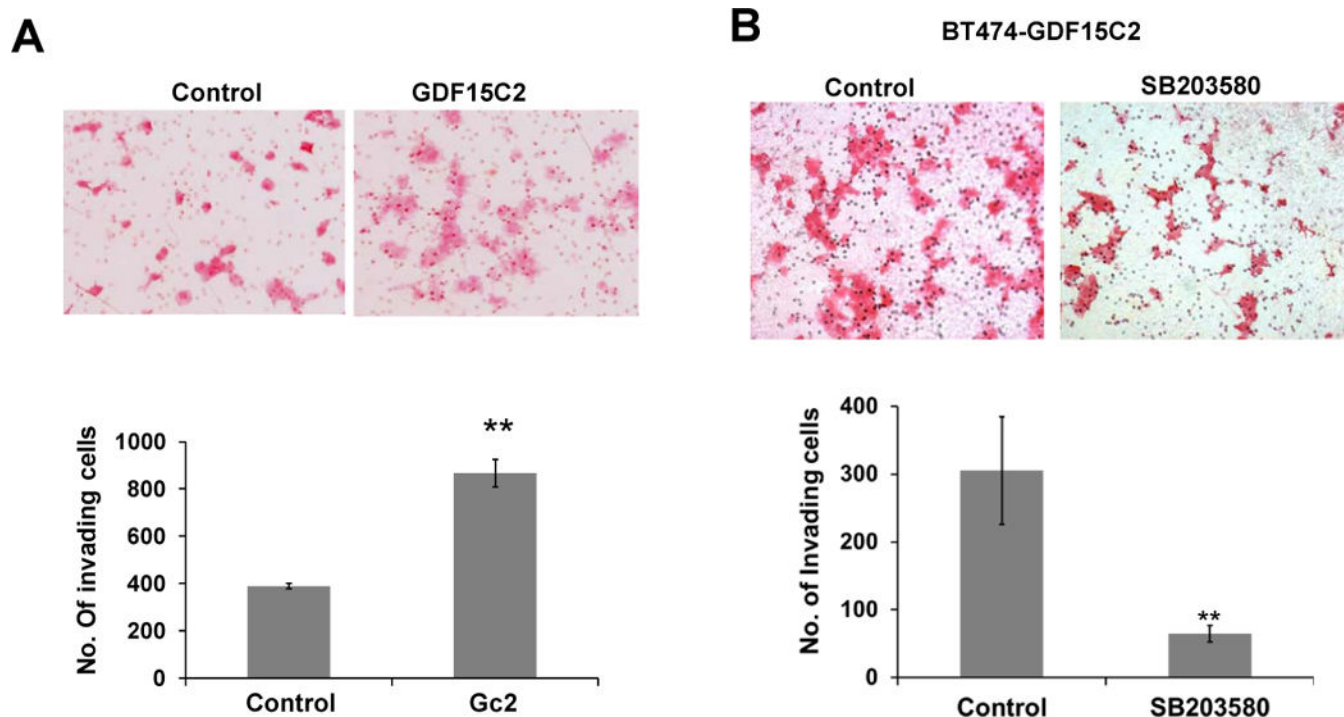 A
Control GDF15C2
No. Of invading cells
1000
800
600
400
200
0
**
Control Gc2
B
BT474-GDF15C2
Control SB203580
No. of Invading cells
400
300
200
100
0
**
Control SB203580